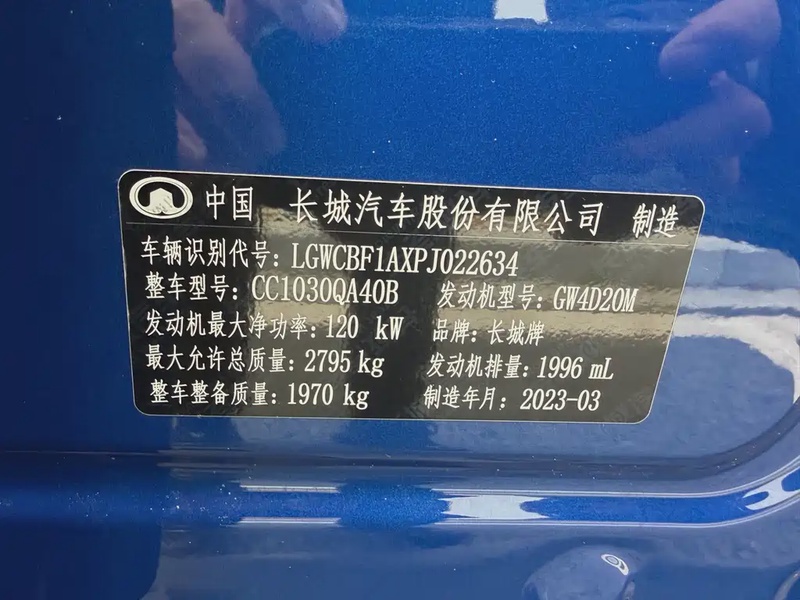 中国 长城汽车股份有限公司 制造
车辆识别代号：LGWCBF1AXPJ022634
整车型号：CC1030QA40B 发动机型号：GW4D20M
发动机最大净功率：120 kW 品牌：长城牌
最大允许总质量：2795 kg 发动机排量：1996 mL
整车整备质量：1970 kg 制造年月：2023-03